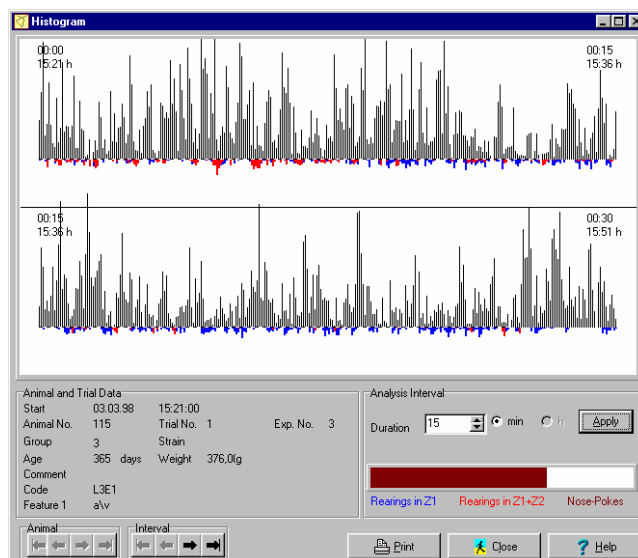 Histogram
00:00 00:15
15:21 h 15:36 h
00:15 00:30
15:36 h 15:51 h
Animal and Trial Data
Start 03.03.98 15:21:00
Animal No. 115 Trial No. 1 Exp. No. 3
Group 3 Strain
Age 365 days Weight 376,0(g
Comment
Code L3E1
Feature 1 a\v
Analysis Interval
Duration 15 min h Apply
Rearings in Z1 Rearings in Z1+Z2 Nose-Pokes
Animal Interval
Print Close ? Help